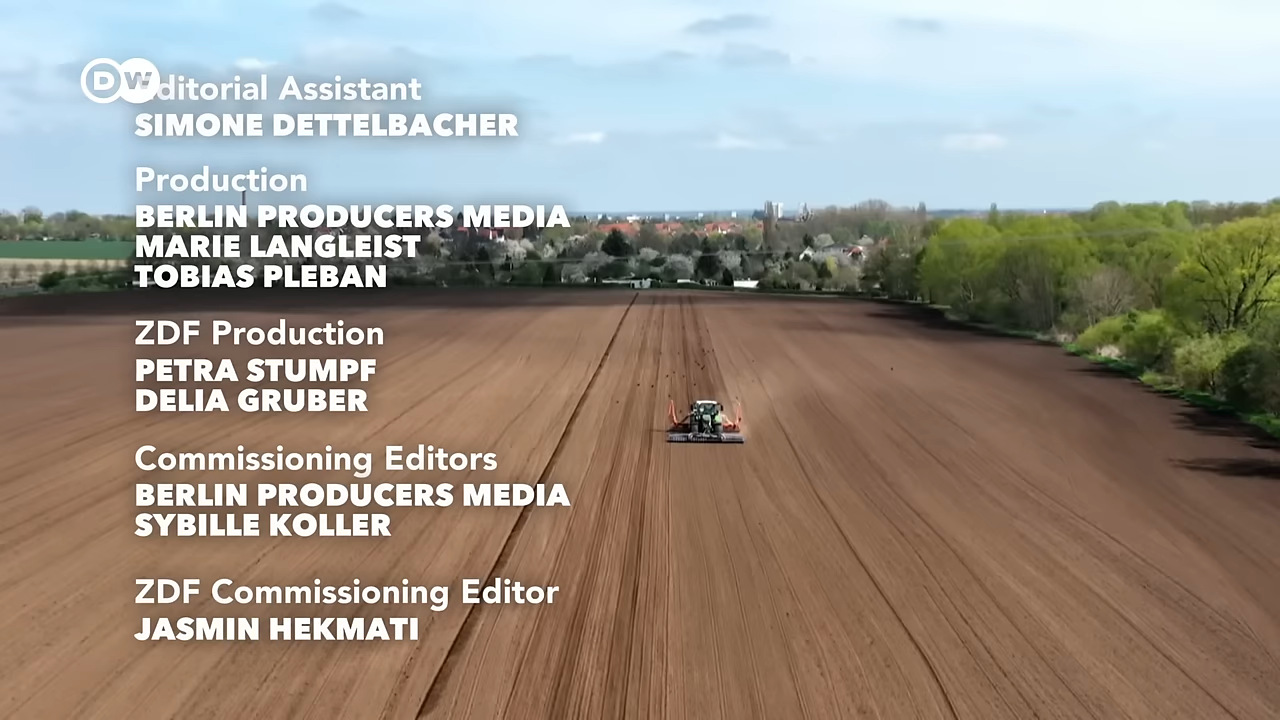 DW
Editorial Assistant
SIMONE DETTELBACHER
Production
BERLIN PRODUCERS MEDIA
MARIE LANGLEIST
TOBIAS PLEBAN
ZDF Production
PETRA STUMPF
DELIA GRUBER
Commissioning Editors
BERLIN PRODUCERS MEDIA
SYBILLE KOLLER
ZDF Commissioning Editor
JASMIN HEKMATI